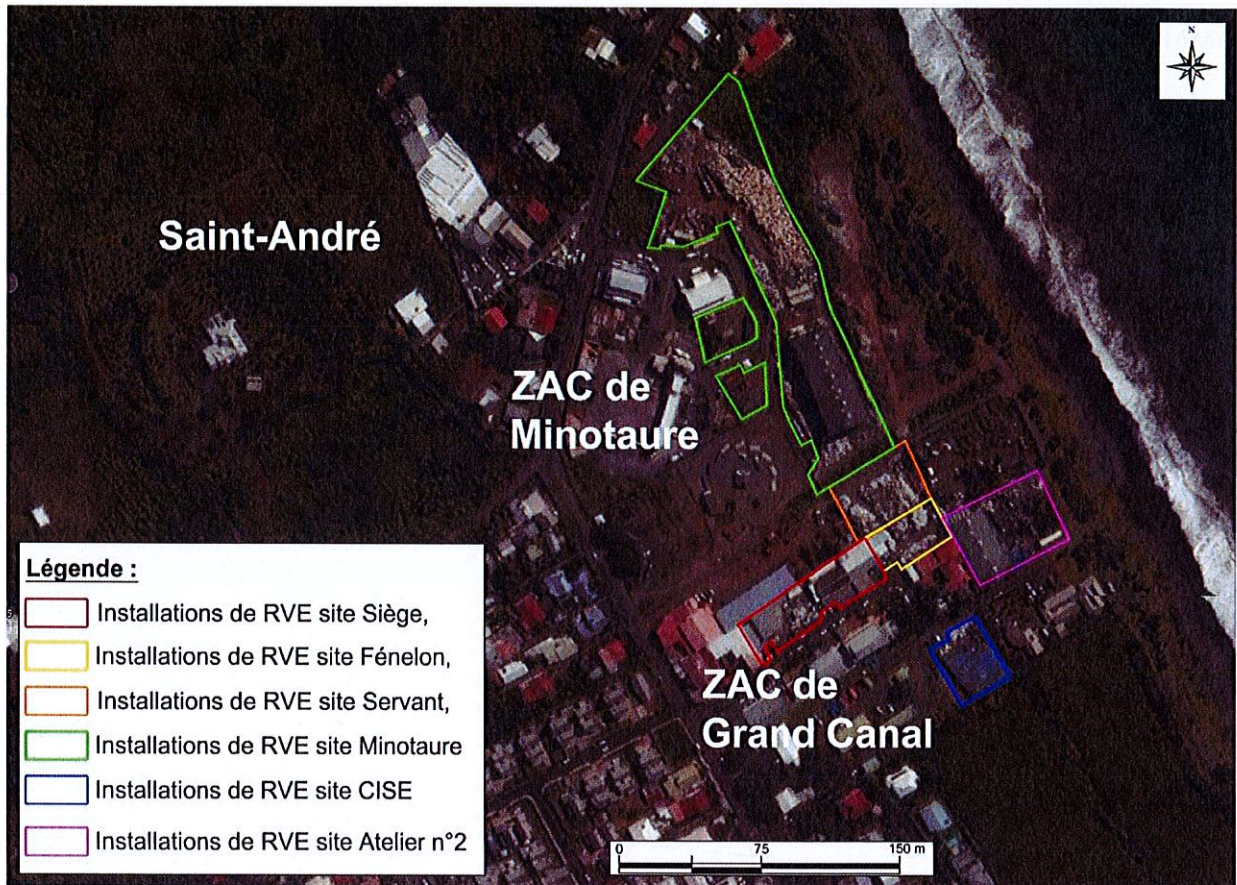 N
Saint-André
ZAC de
Minotaure
ZAC de
Grand Canal
Légende :
Installations de RVE site Siège,
Installations de RVE site Fénelon,
Installations de RVE site Servant,
Installations de RVE site Minotaure
Installations de RVE site CISE
Installations de RVE site Atelier n°2
0 75 150 m